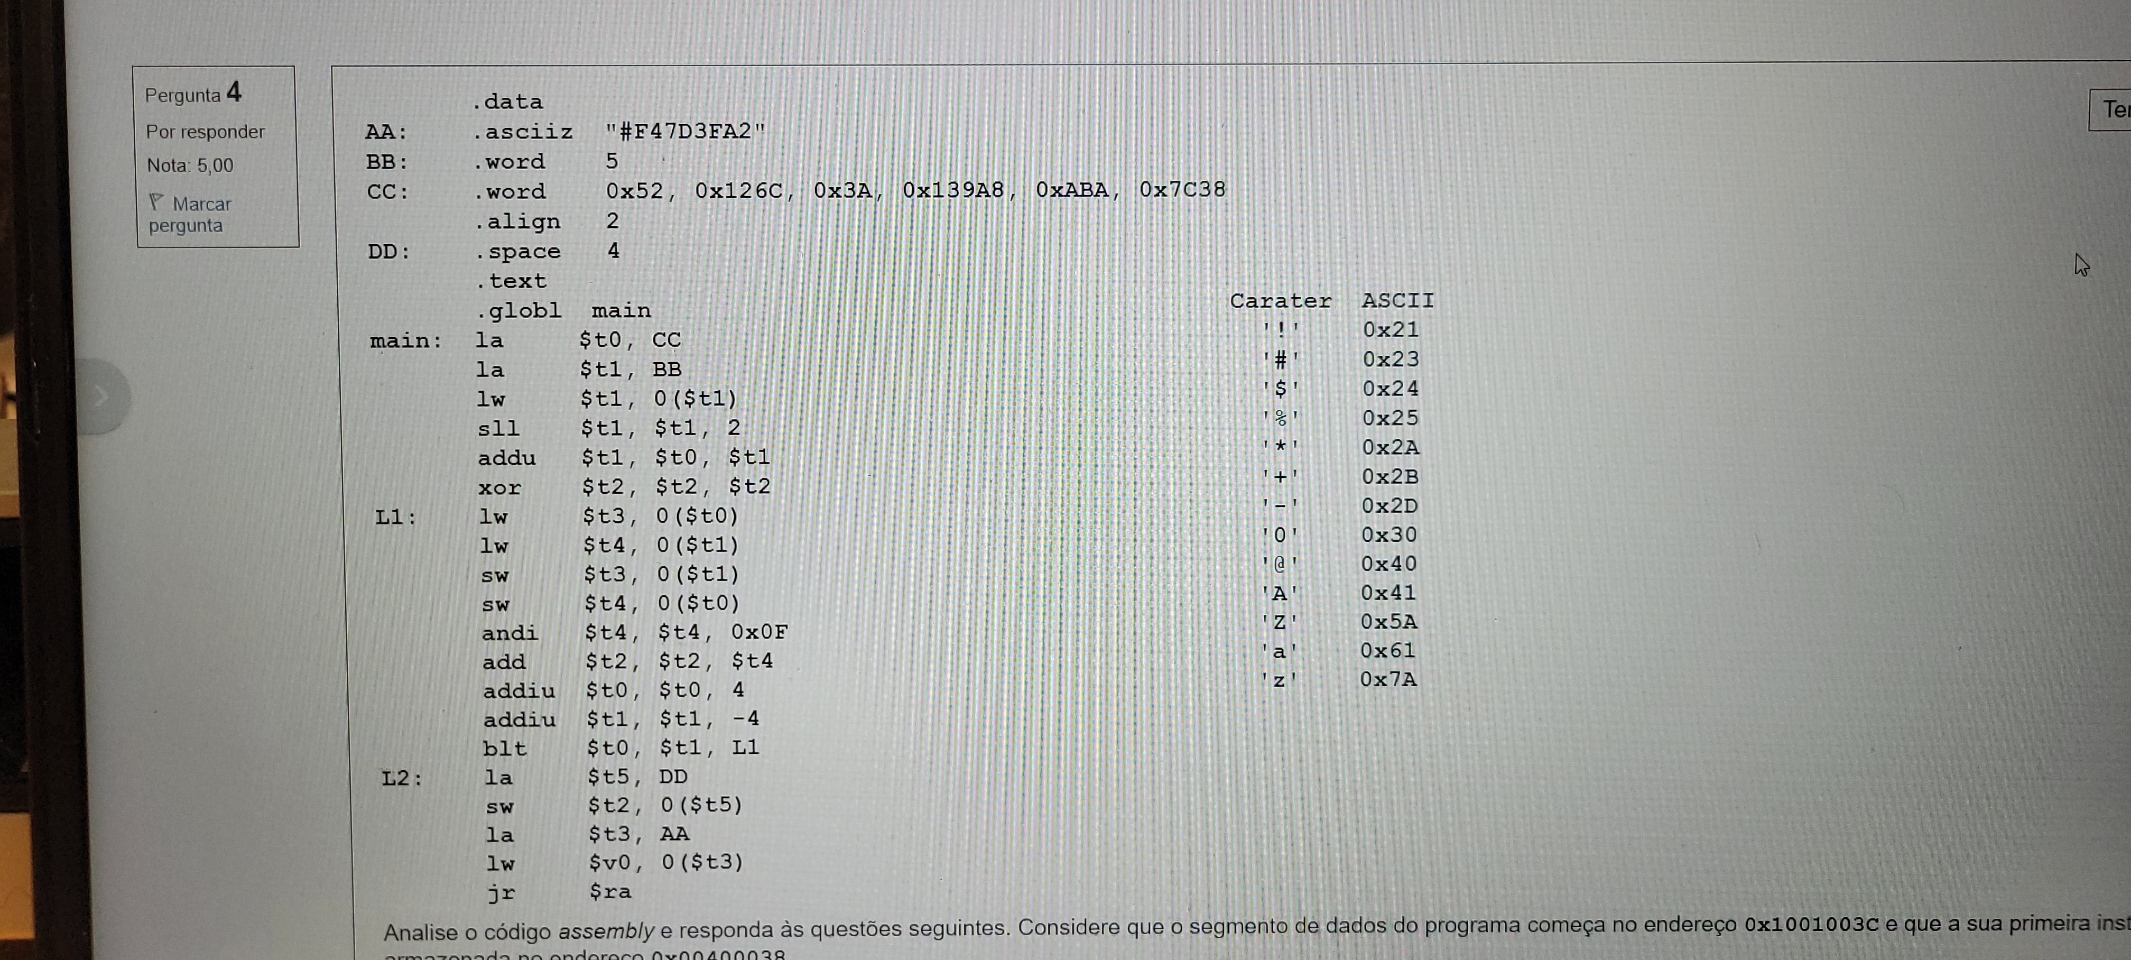 Pergunta 4
Por responder
Nota: 5,00
Marcar
pergunta
.data
AA: .asciiz "#F47D3FA2"
BB: .word 5
CC: .word 0x52, 0x126C, 0x3A, 0x139A8, 0xABA, 0x7C38
.align 2
DD: .space 4
.text
.globl main
main: la $t0, CC
la $t1, BB
lw $t1, 0($t1)
sll $t1, $t1, 2
addu $t1, $t0, $t1
xor $t2, $t2, $t2
L1: lw $t3, 0($t0)
lw $t4, 0($t1)
sw $t3, 0($t1)
sw $t4, 0($t0)
andi $t4, $t4, 0x0F
add $t2, $t2, $t4
addiu $t0, $t0, 4
addiu $t1, $t1, -4
blt $t0, $t1, L1
L2: la $t5, DD
sw $t2, 0($t5)
la $t3, AA
lw $v0, 0($t3)
jr $ra
Carater ASCII
'!' 0x21
'#' 0x23
'$' 0x24
'%' 0x25
'*' 0x2A
'+' 0x2B
'-' 0x2D
'0' 0x30
'@' 0x40
'A' 0x41
'Z' 0x5A
'a' 0x61
'z' 0x7A
Analise o código assembly e responda às questões seguintes. Considere que o segmento de dados do programa começa no endereço 0x1001003C e que a sua primeira inst
armazenada no endereço 0x00400038
Ter